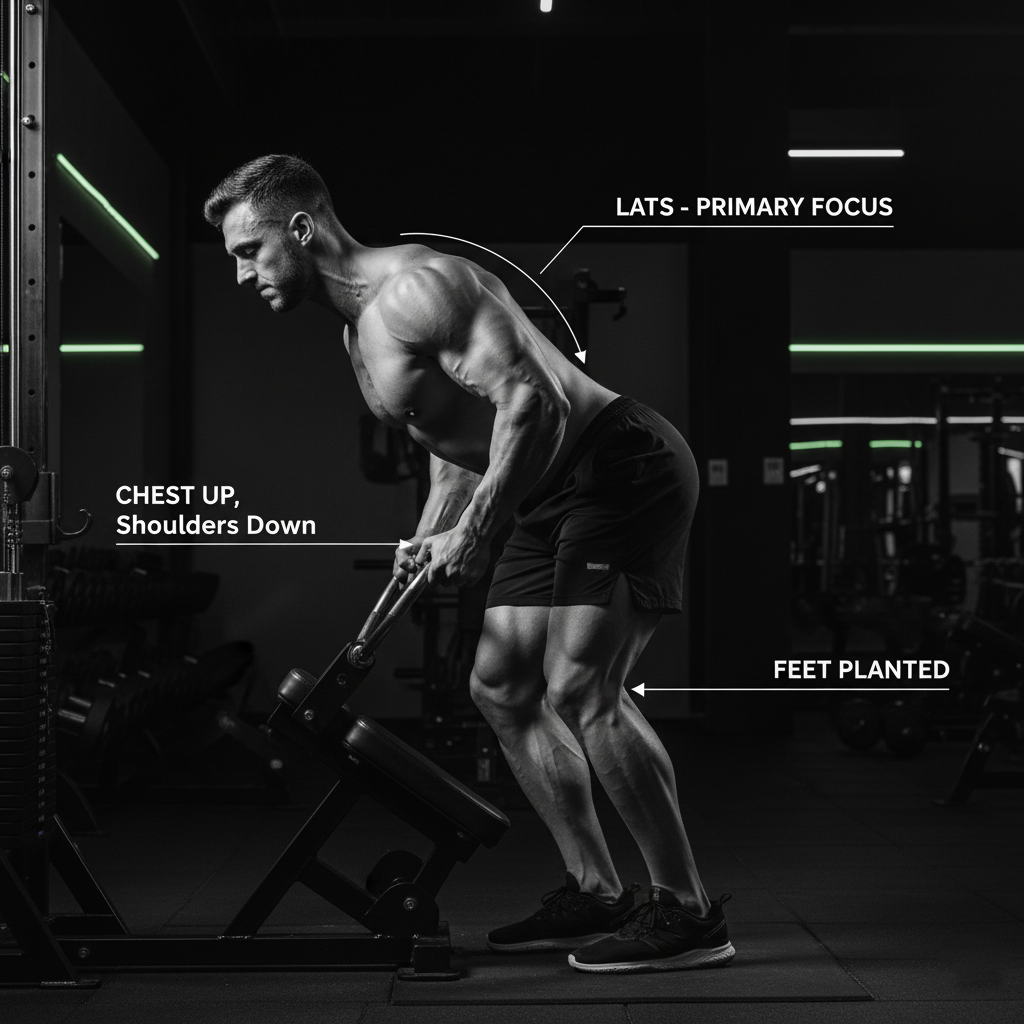 LATS - PRIMARY FOCUS
CHEST UP,
Shoulders Down
FEET PLANTED